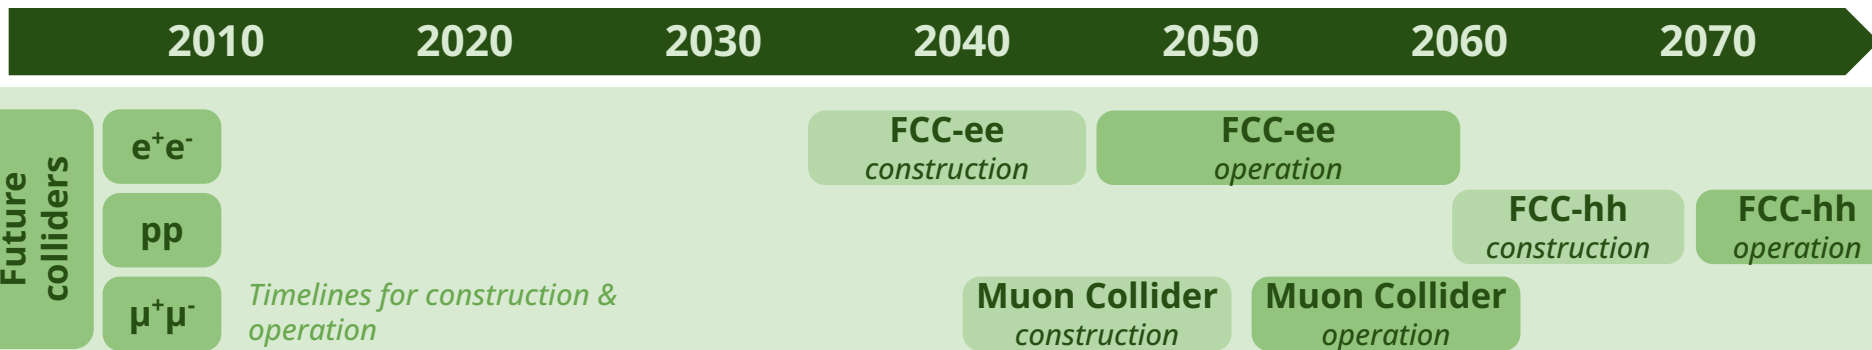 2010 2020 2030 2040 2050 2060 2070
Future
colliders
e⁺e⁻
FCC-ee
construction
FCC-ee
operation
pp
FCC-hh
construction
FCC-hh
operation
μ⁺μ⁻
Timelines for construction &
operation
Muon Collider
construction
Muon Collider
operation